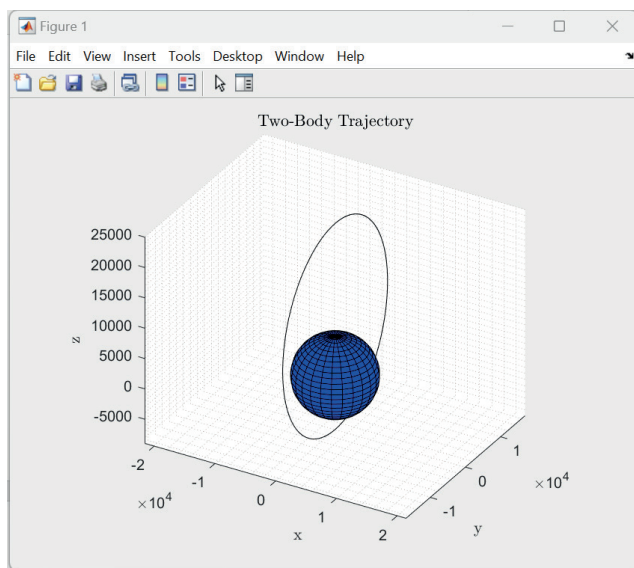 Figure 1
File Edit View Insert Tools Desktop Window Help
Two-Body Trajectory
25000
20000
15000
10000
5000
0
-5000
z
-2
-1
0
1
2
×10⁴
x
-1
0
1
×10⁴
y